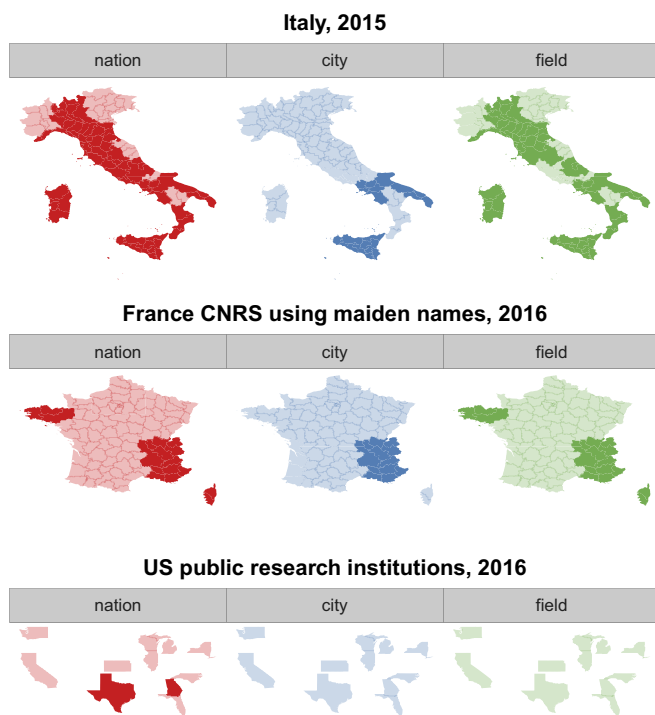 Italy, 2015
nation city field
France CNRS using maiden names, 2016
nation city field
US public research institutions, 2016
nation city field